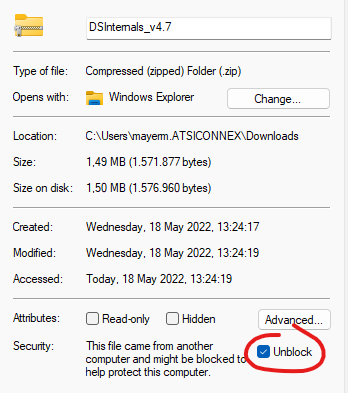 DSInternals_v4.7
Type of file: Compressed (zipped) Folder (.zip)
Opens with: Windows Explorer Change...
Location: C:\Users\mayerm.ATSICONNEX\Downloads
Size: 1,49 MB (1.571.877 bytes)
Size on disk: 1,50 MB (1.576.960 bytes)
Created: Wednesday, 18 May 2022, 13:24:17
Modified: Wednesday, 18 May 2022, 13:24:19
Accessed: Today, 18 May 2022, 13:24:19
Attributes: Read-only Hidden Advanced...
Security: This file came from another
computer and might be blocked to
help protect this computer.
Unblock